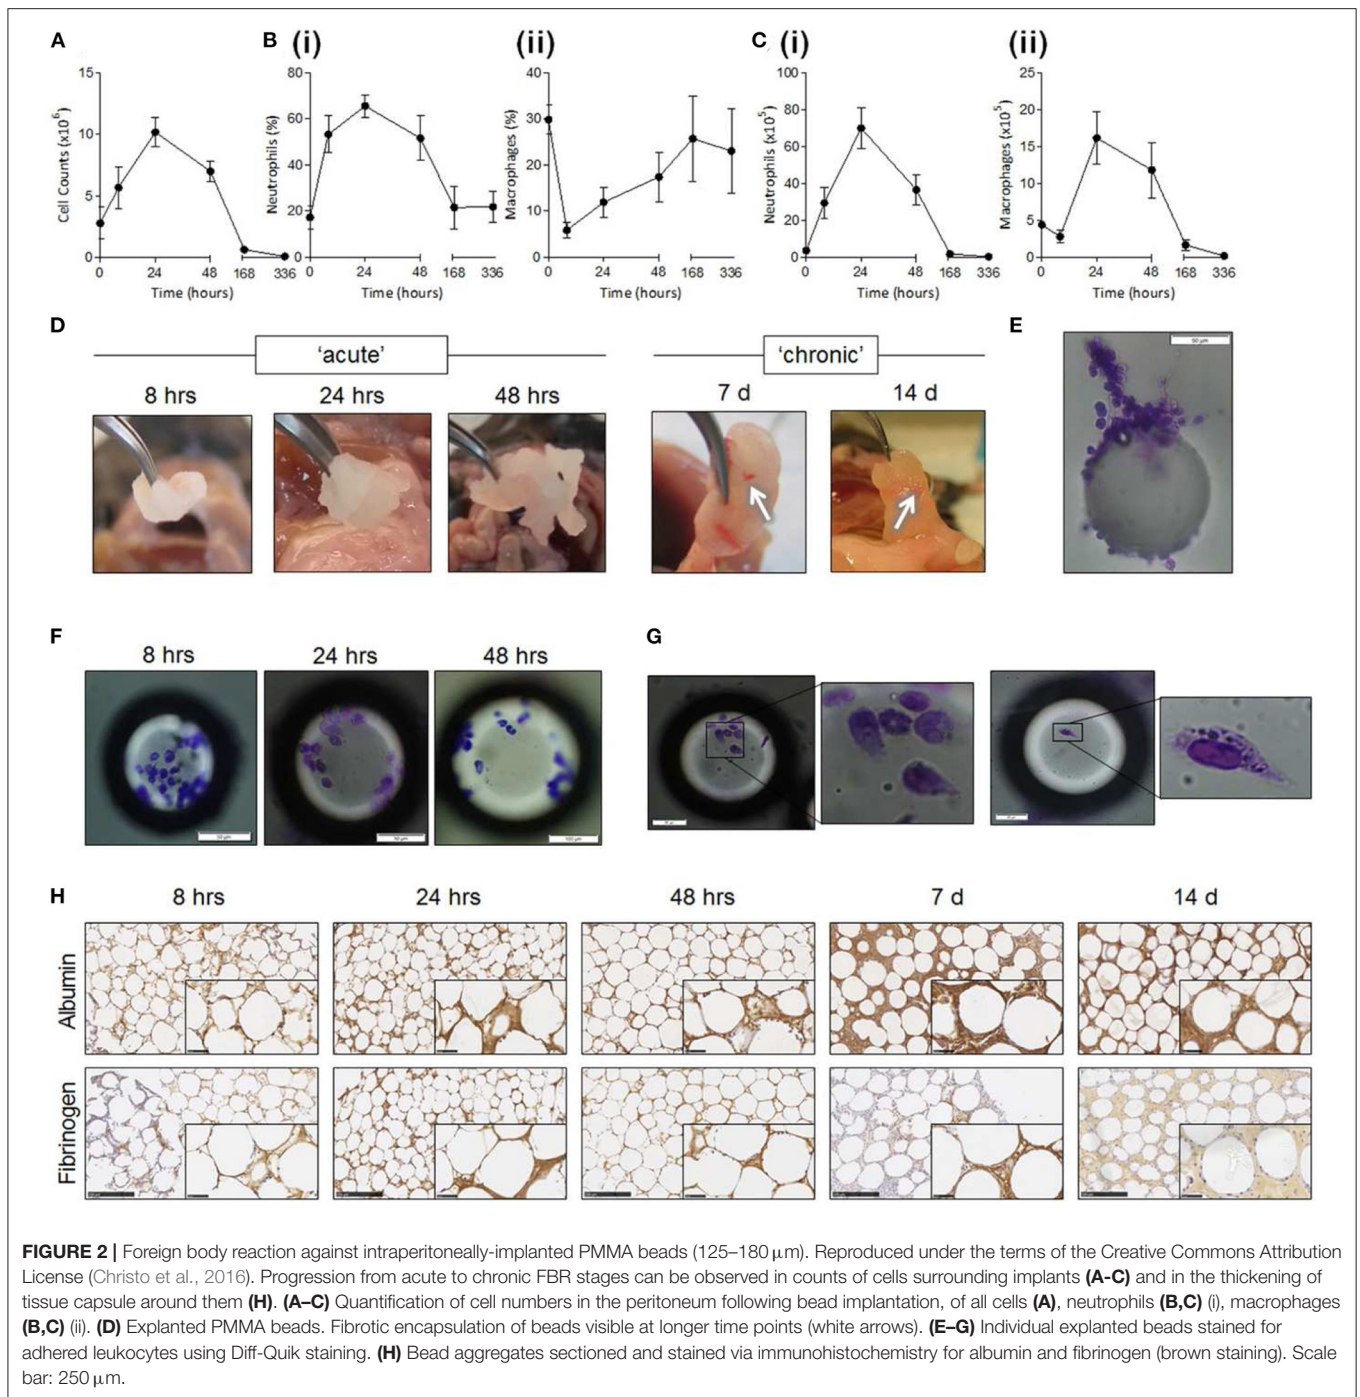 A
B (i)
(ii)
C (i)
(ii)
15
10
5
0
Cell Counts (x10⁶)
0 24 48 168 336
Time (hours)
80
60
40
20
0
Neutrophils (%)
0 24 48 168 336
Time (hours)
40
30
20
10
0
Macrophages (%)
0 24 48 168 336
Time (hours)
100
80
60
40
20
0
Neutrophils (x10⁵)
0 24 48 168 336
Time (hours)
25
20
15
10
5
0
Macrophages (x10⁵)
0 24 48 168 336
Time (hours)
D
'acute'
'chronic'
8 hrs 24 hrs 48 hrs 7 d 14 d
E
50 µm
F
8 hrs 24 hrs 48 hrs
50 µm
50 µm
100 µm
G
H
8 hrs 24 hrs 48 hrs 7 d 14 d
Albumin
Fibrinogen
FIGURE 2 | Foreign body reaction against intraperitoneally-implanted PMMA beads (125–180 µm). Reproduced under the terms of the Creative Commons Attribution
License (Christo et al., 2016). Progression from acute to chronic FBR stages can be observed in counts of cells surrounding implants (A-C) and in the thickening of
tissue capsule around them (H). (A–C) Quantification of cell numbers in the peritoneum following bead implantation, of all cells (A), neutrophils (B,C) (i), macrophages
(B,C) (ii). (D) Explanted PMMA beads. Fibrotic encapsulation of beads visible at longer time points (white arrows). (E–G) Individual explanted beads stained for
adhered leukocytes using Diff-Quik staining. (H) Bead aggregates sectioned and stained via immunohistochemistry for albumin and fibrinogen (brown staining). Scale
bar: 250 µm.